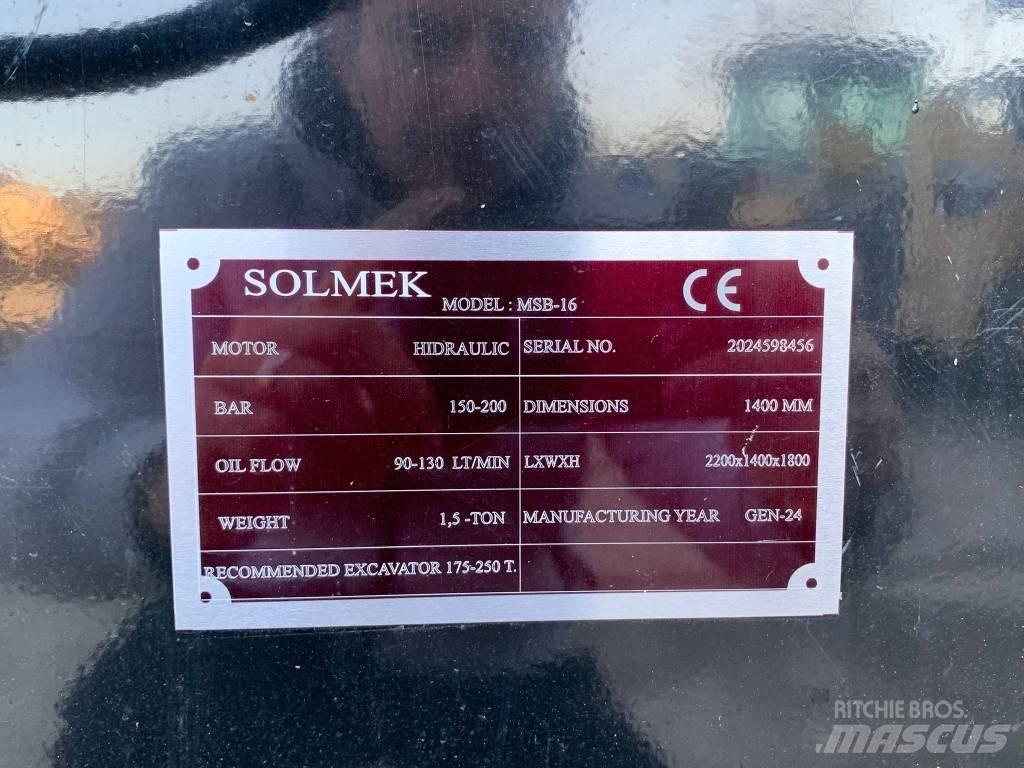 SOLMEK
MODEL : MSB-16
CE
MOTOR HIDRAULIC SERIAL NO. 2024598456
BAR 150-200 DIMENSIONS 1400 MM
OIL FLOW 90-130 LT/MIN LXWXH 2200x1400x1800
WEIGHT 1,5 -TON MANUFACTURING YEAR GEN-24
RECOMMENDED EXCAVATOR 175-250 T.
RITCHIE BROS.
MASCUS